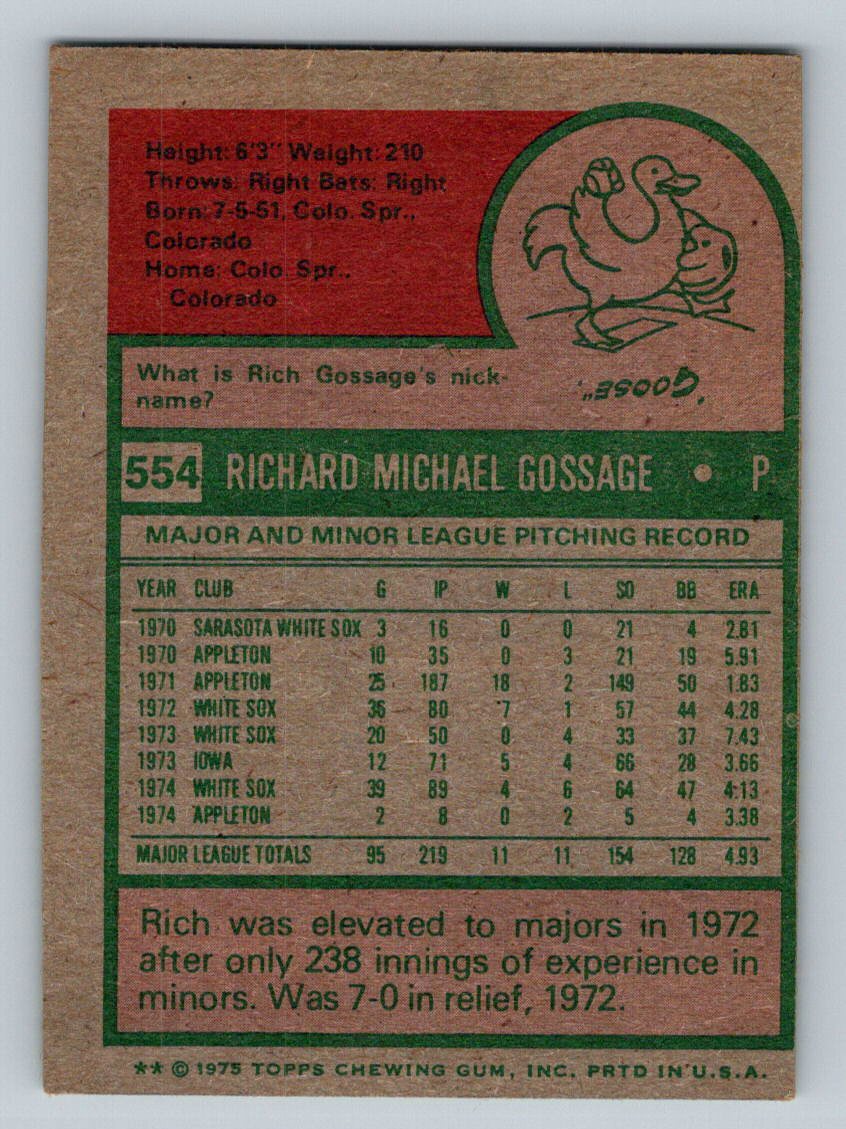 Height: 6'3" Weight: 210
Throws: Right Bats: Right
Born: 7-5-51, Colo. Spr.,
Colorado
Home: Colo. Spr.,
Colorado
What is Rich Gossage's nick-
name?
"Goose".
554 RICHARD MICHAEL GOSSAGE • P.
MAJOR AND MINOR LEAGUE PITCHING RECORD
YEAR CLUB G IP W L SO BB ERA
1970 SARASOTA WHITE SOX 3 16 0 0 21 4 2.81
1970 APPLETON 10 35 0 3 21 19 5.91
1971 APPLETON 25 187 18 2 149 50 1.83
1972 WHITE SOX 36 80 7 1 57 44 4.28
1973 WHITE SOX 20 50 0 4 33 37 7.43
1973 IOWA 12 71 5 4 66 28 3.66
1974 WHITE SOX 39 89 4 6 64 47 4.13
1974 APPLETON 2 8 0 2 5 4 3.38
MAJOR LEAGUE TOTALS 95 219 11 11 154 128 4.93
Rich was elevated to majors in 1972
after only 238 innings of experience in
minors. Was 7-0 in relief, 1972.
** © 1975 TOPPS CHEWING GUM, INC. PRTD IN U.S.A.